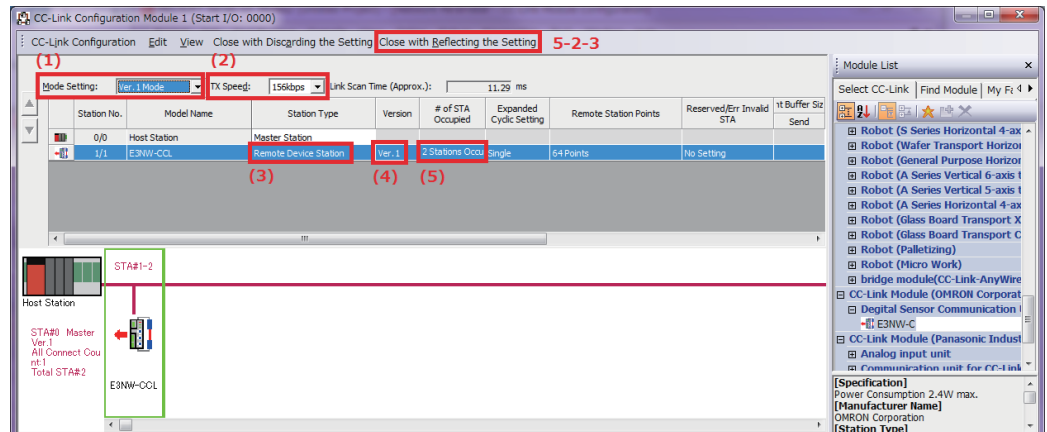 CC-Link Configuration Module 1 (Start I/O: 0000)
CC-Link Configuration Edit View Close with Discarding the Setting Close with Reflecting the Setting 5-2-3
(1) (2)
Mode Setting: Ver.1 Mode TX Speed: 156kbps Link Scan Time (Approx.): 11.29 ms
Station No. Model Name Station Type Version # of STA Occupied Expanded Cyclic Setting Remote Station Points Reserved/Err Invalid STA nt Buffer Siz Send
0/0 Host Station Master Station
1/1 E3NW-CCL Remote Device Station Ver.1 2 Stations Occu Single 64 Points No Setting
(3) (4) (5)
STA#1-2
Host Station
STA#0 Master
Ver.1
All Connect Cou
nt:1
Total STA#2
E3NW-CCL
Module List x
Select CC-Link Find Module My Fa
Robot (S Series Horizontal 4-ax
Robot (Wafer Transport Horizon
Robot (General Purpose Horizon
Robot (A Series Vertical 6-axis t
Robot (A Series Vertical 5-axis t
Robot (A Series Horizontal 4-ax
Robot (Glass Board Transport X
Robot (Glass Board Transport C
Robot (Palletizing)
Robot (Micro Work)
bridge module(CC-Link-AnyWire
CC-Link Module (OMRON Corporat
Degital Sensor Communication
E3NW-C
CC-Link Module (Panasonic Indust
Analog input unit
Communication unit for CC-Link
[Specification]
Power Consumption 2.4W max.
[Manufacturer Name]
OMRON Corporation
[Station Type]